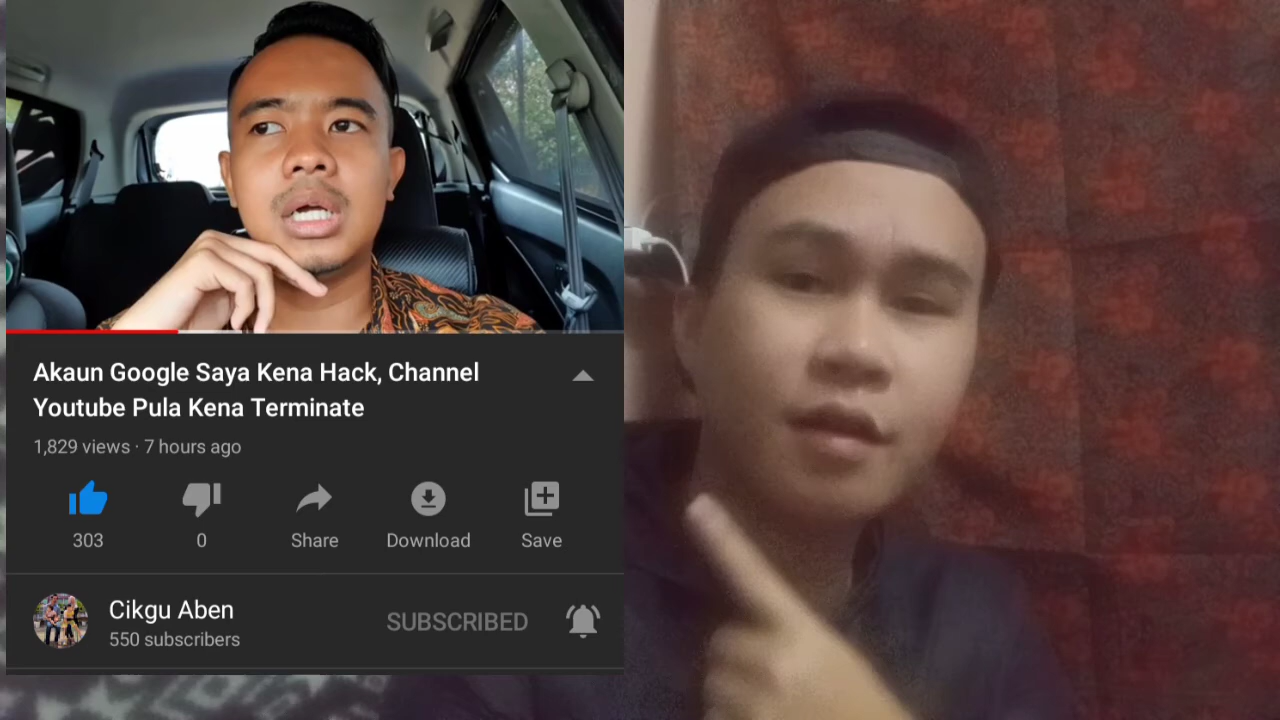 Akaun Google Saya Kena Hack, Channel
Youtube Pula Kena Terminate
1,829 views · 7 hours ago
303
0
Share
Download
Save
Cikgu Aben
SUBSCRIBED
550 subscribers